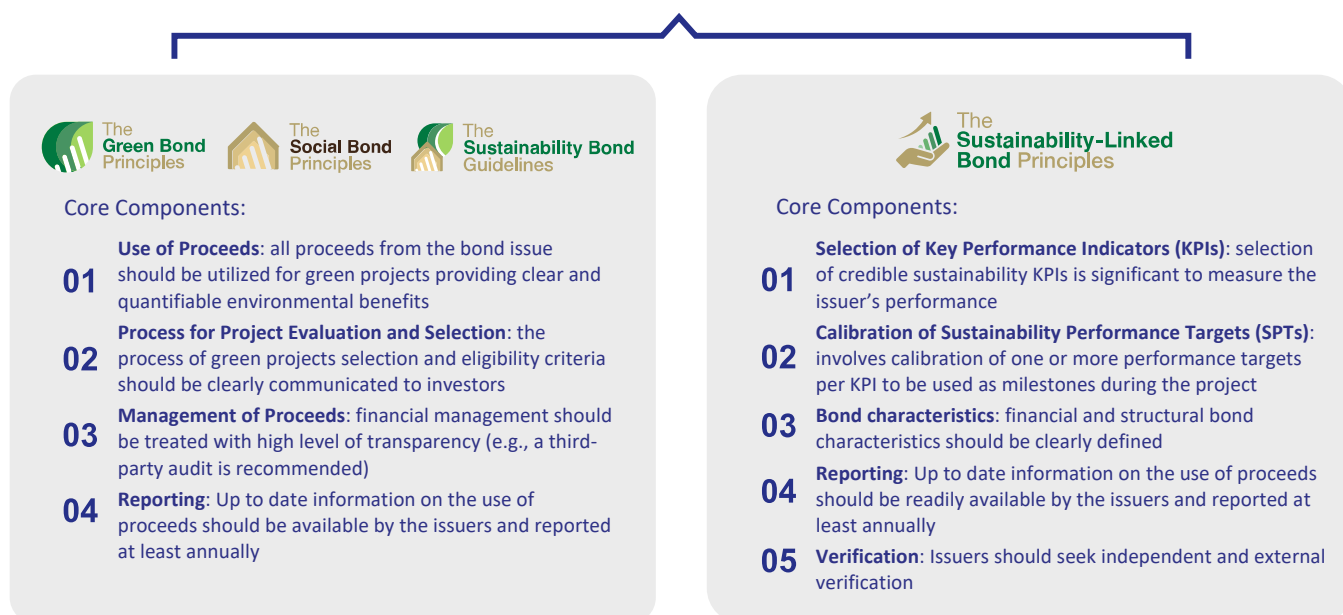 The
Green Bond
Principles
The
Social Bond
Principles
The
Sustainability Bond
Guidelines
Core Components:
01
Use of Proceeds: all proceeds from the bond issue
should be utilized for green projects providing clear and
quantifiable environmental benefits
02
Process for Project Evaluation and Selection: the
process of green projects selection and eligibility criteria
should be clearly communicated to investors
03
Management of Proceeds: financial management should
be treated with high level of transparency (e.g., a third-
party audit is recommended)
04
Reporting: Up to date information on the use of
proceeds should be available by the issuers and reported
at least annually
The
Sustainability-Linked
Bond Principles
Core Components:
01
Selection of Key Performance Indicators (KPIs): selection
of credible sustainability KPIs is significant to measure the
issuer's performance
02
Calibration of Sustainability Performance Targets (SPTs):
involves calibration of one or more performance targets
per KPI to be used as milestones during the project
03
Bond characteristics: financial and structural bond
characteristics should be clearly defined
04
Reporting: Up to date information on the use of proceeds
should be readily available by the issuers and reported at
least annually
05
Verification: Issuers should seek independent and external
verification